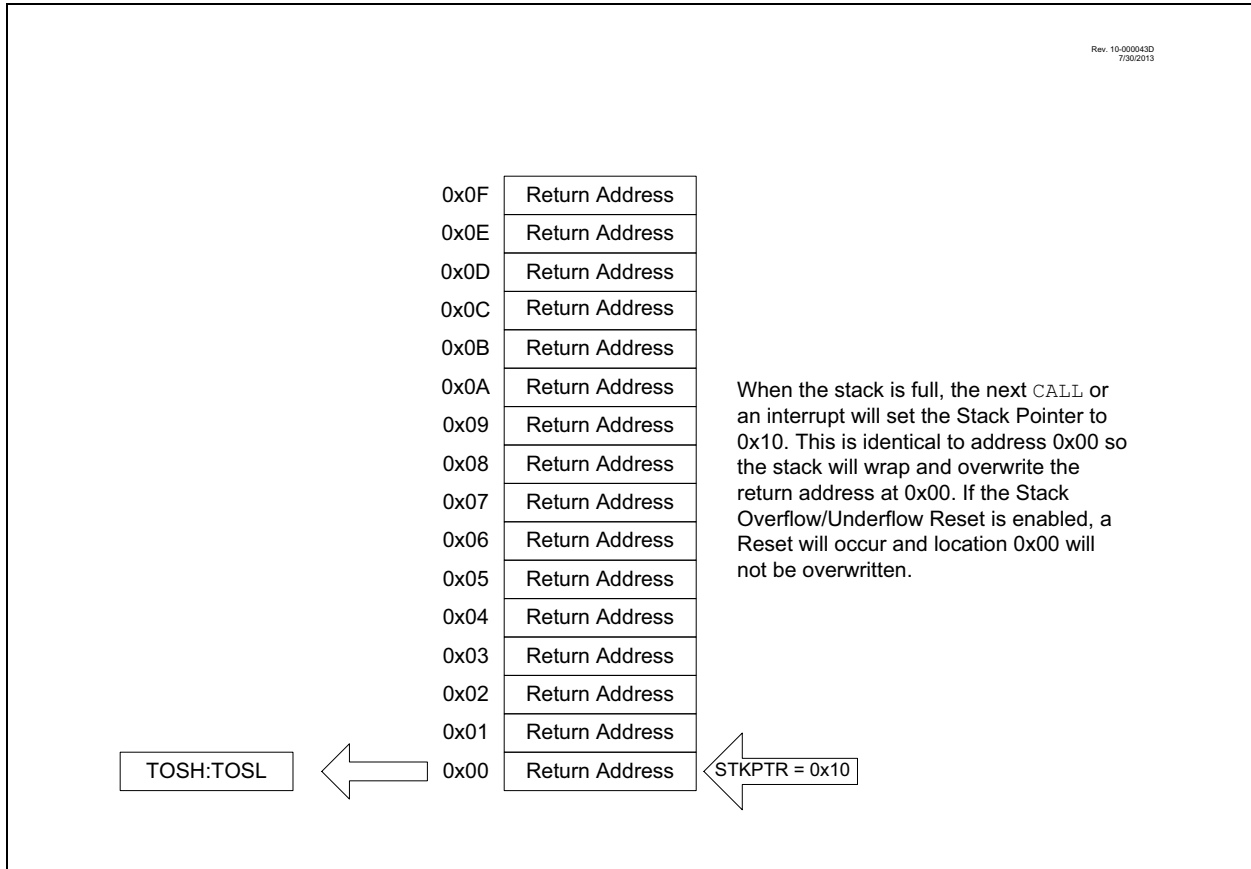 Rev. 10-000043D
7/30/2013
0x0F Return Address
0x0E Return Address
0x0D Return Address
0x0C Return Address
0x0B Return Address
0x0A Return Address
0x09 Return Address
0x08 Return Address
0x07 Return Address
0x06 Return Address
0x05 Return Address
0x04 Return Address
0x03 Return Address
0x02 Return Address
0x01 Return Address
TOSH:TOSL 0x00 Return Address STKPTR = 0x10
When the stack is full, the next CALL or
an interrupt will set the Stack Pointer to
0x10. This is identical to address 0x00 so
the stack will wrap and overwrite the
return address at 0x00. If the Stack
Overflow/Underflow Reset is enabled, a
Reset will occur and location 0x00 will
not be overwritten.